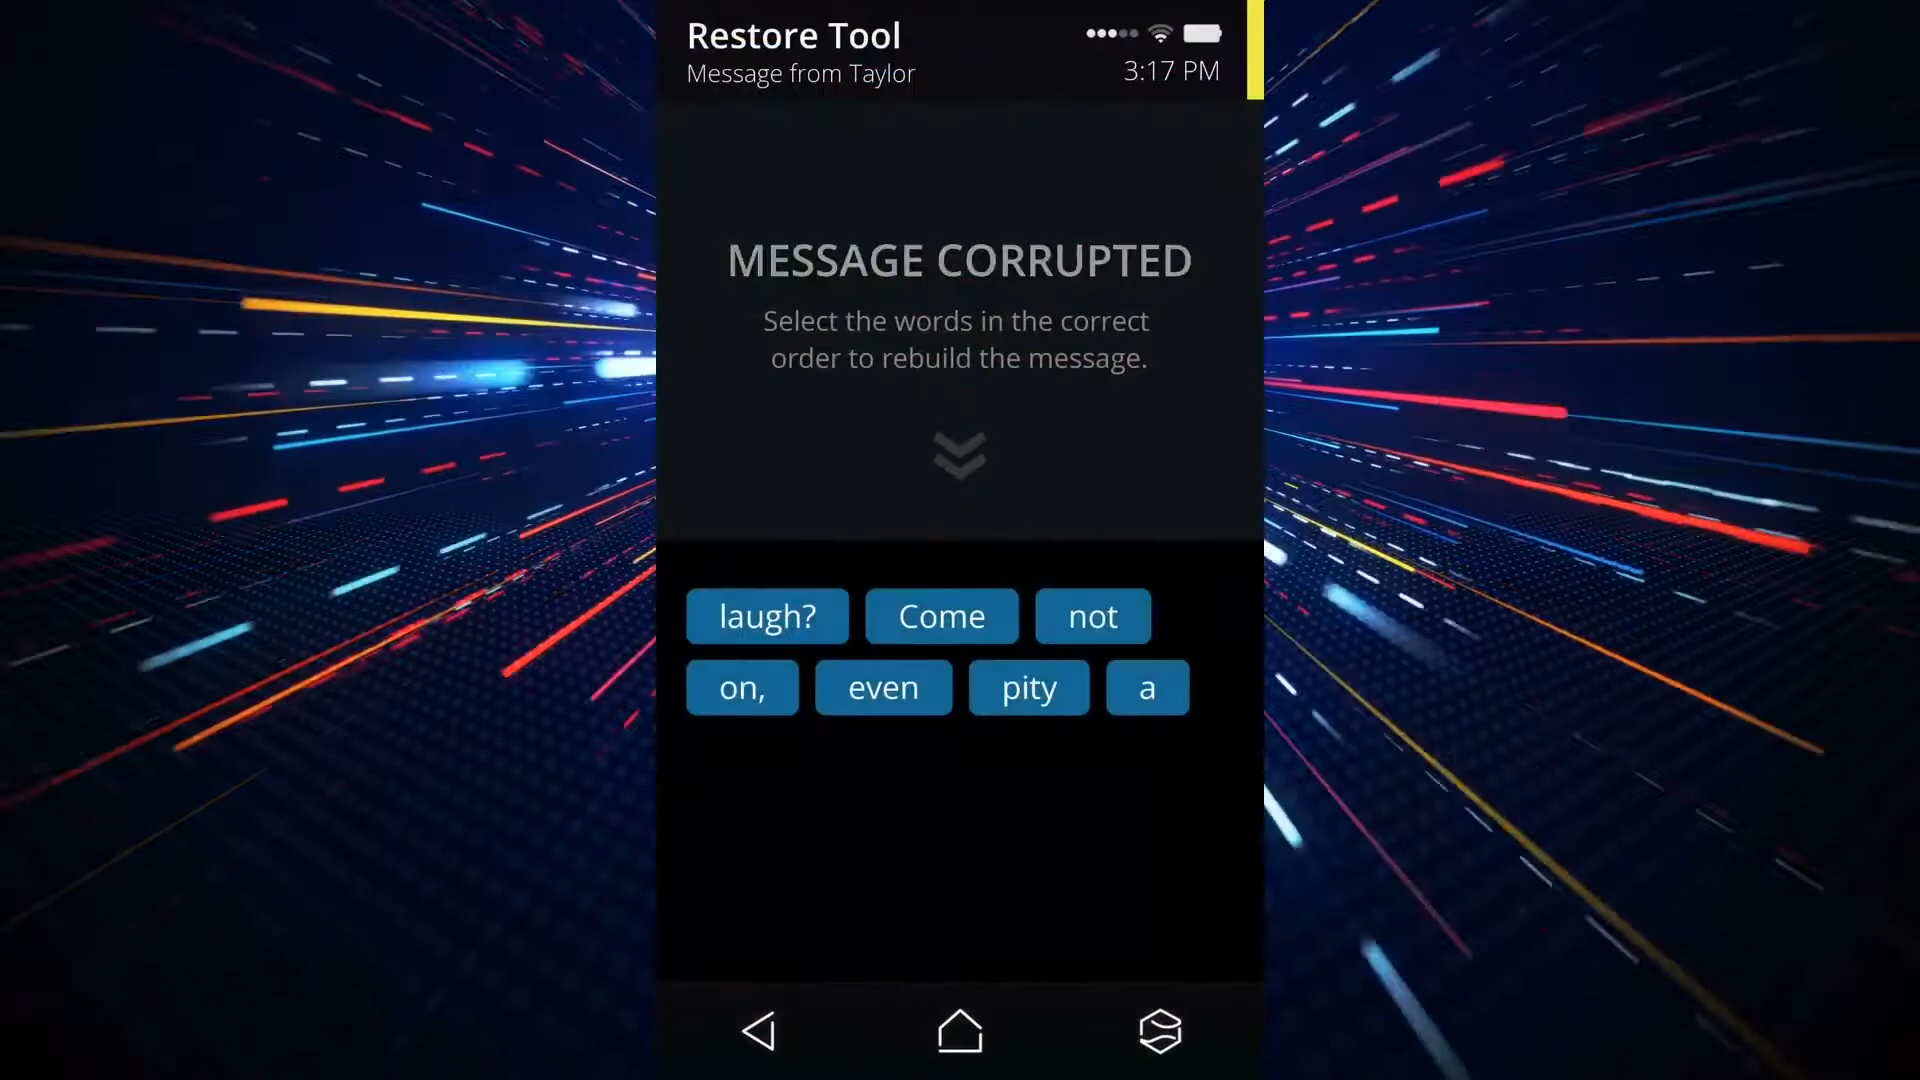 Restore Tool
Message from Taylor
3:17 PM
MESSAGE CORRUPTED
Select the words in the correct
order to rebuild the message.
laugh? Come not
on, even pity a